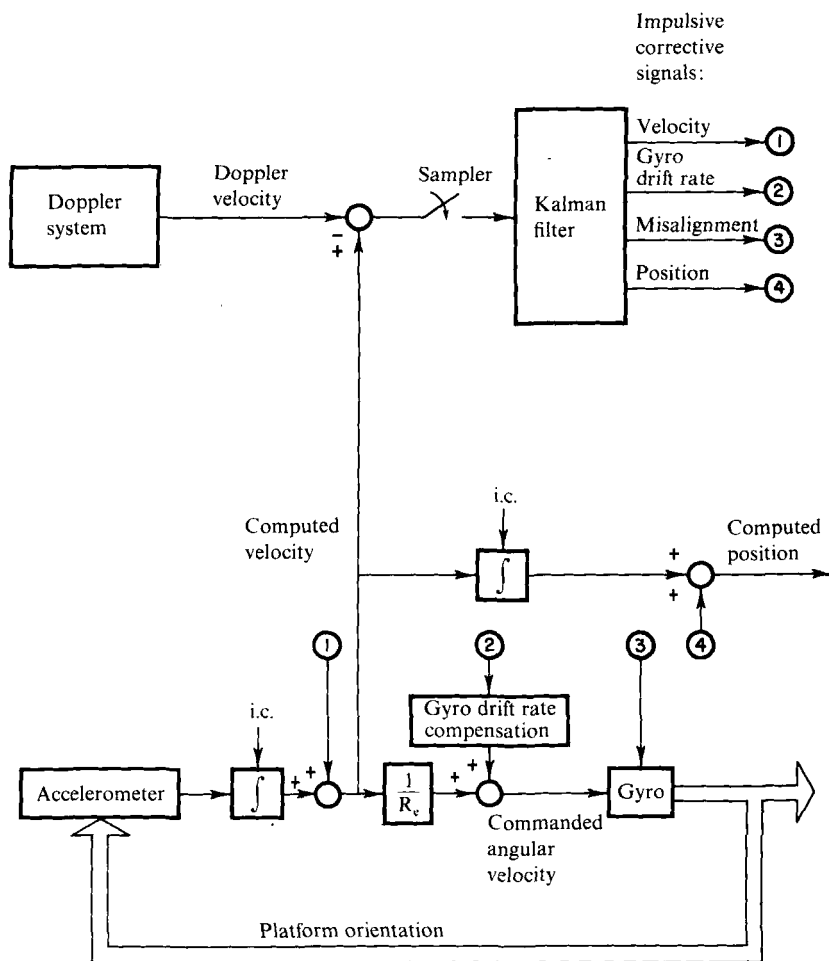 Impulsive
corrective
signals:
Velocity
1
Gyro
drift rate
2
Misalignment
3
Position
4
Doppler
system
Doppler
velocity
Sampler
Kalman
filter
−
+
i.c.
Computed
velocity
∫
+
+
Computed
position
1
2
3
4
i.c.
Gyro drift rate
compensation
Accelerometer
∫
+ +
1
R_e
+ +
Gyro
Commanded
angular
velocity
Platform orientation